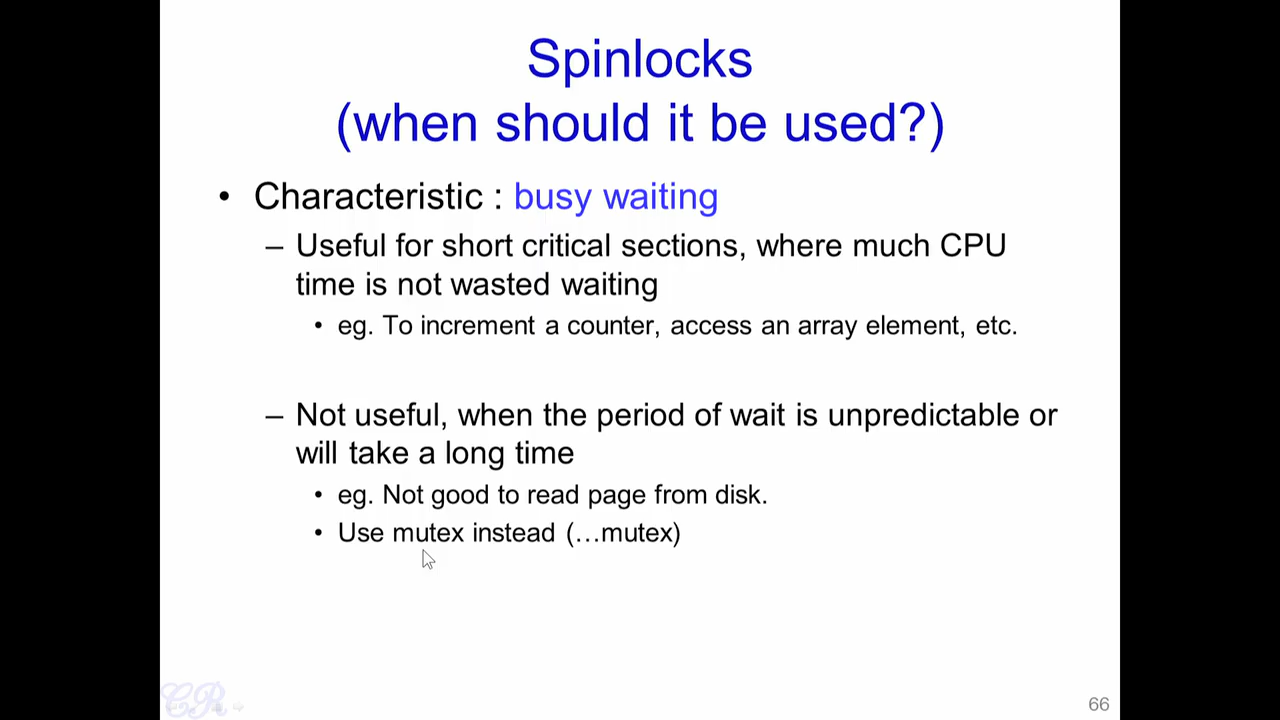 Spinlocks
(when should it be used?)
• Characteristic : busy waiting
– Useful for short critical sections, where much CPU
time is not wasted waiting
• eg. To increment a counter, access an array element, etc.
– Not useful, when the period of wait is unpredictable or
will take a long time
• eg. Not good to read page from disk.
• Use mutex instead (…mutex)
CR
66